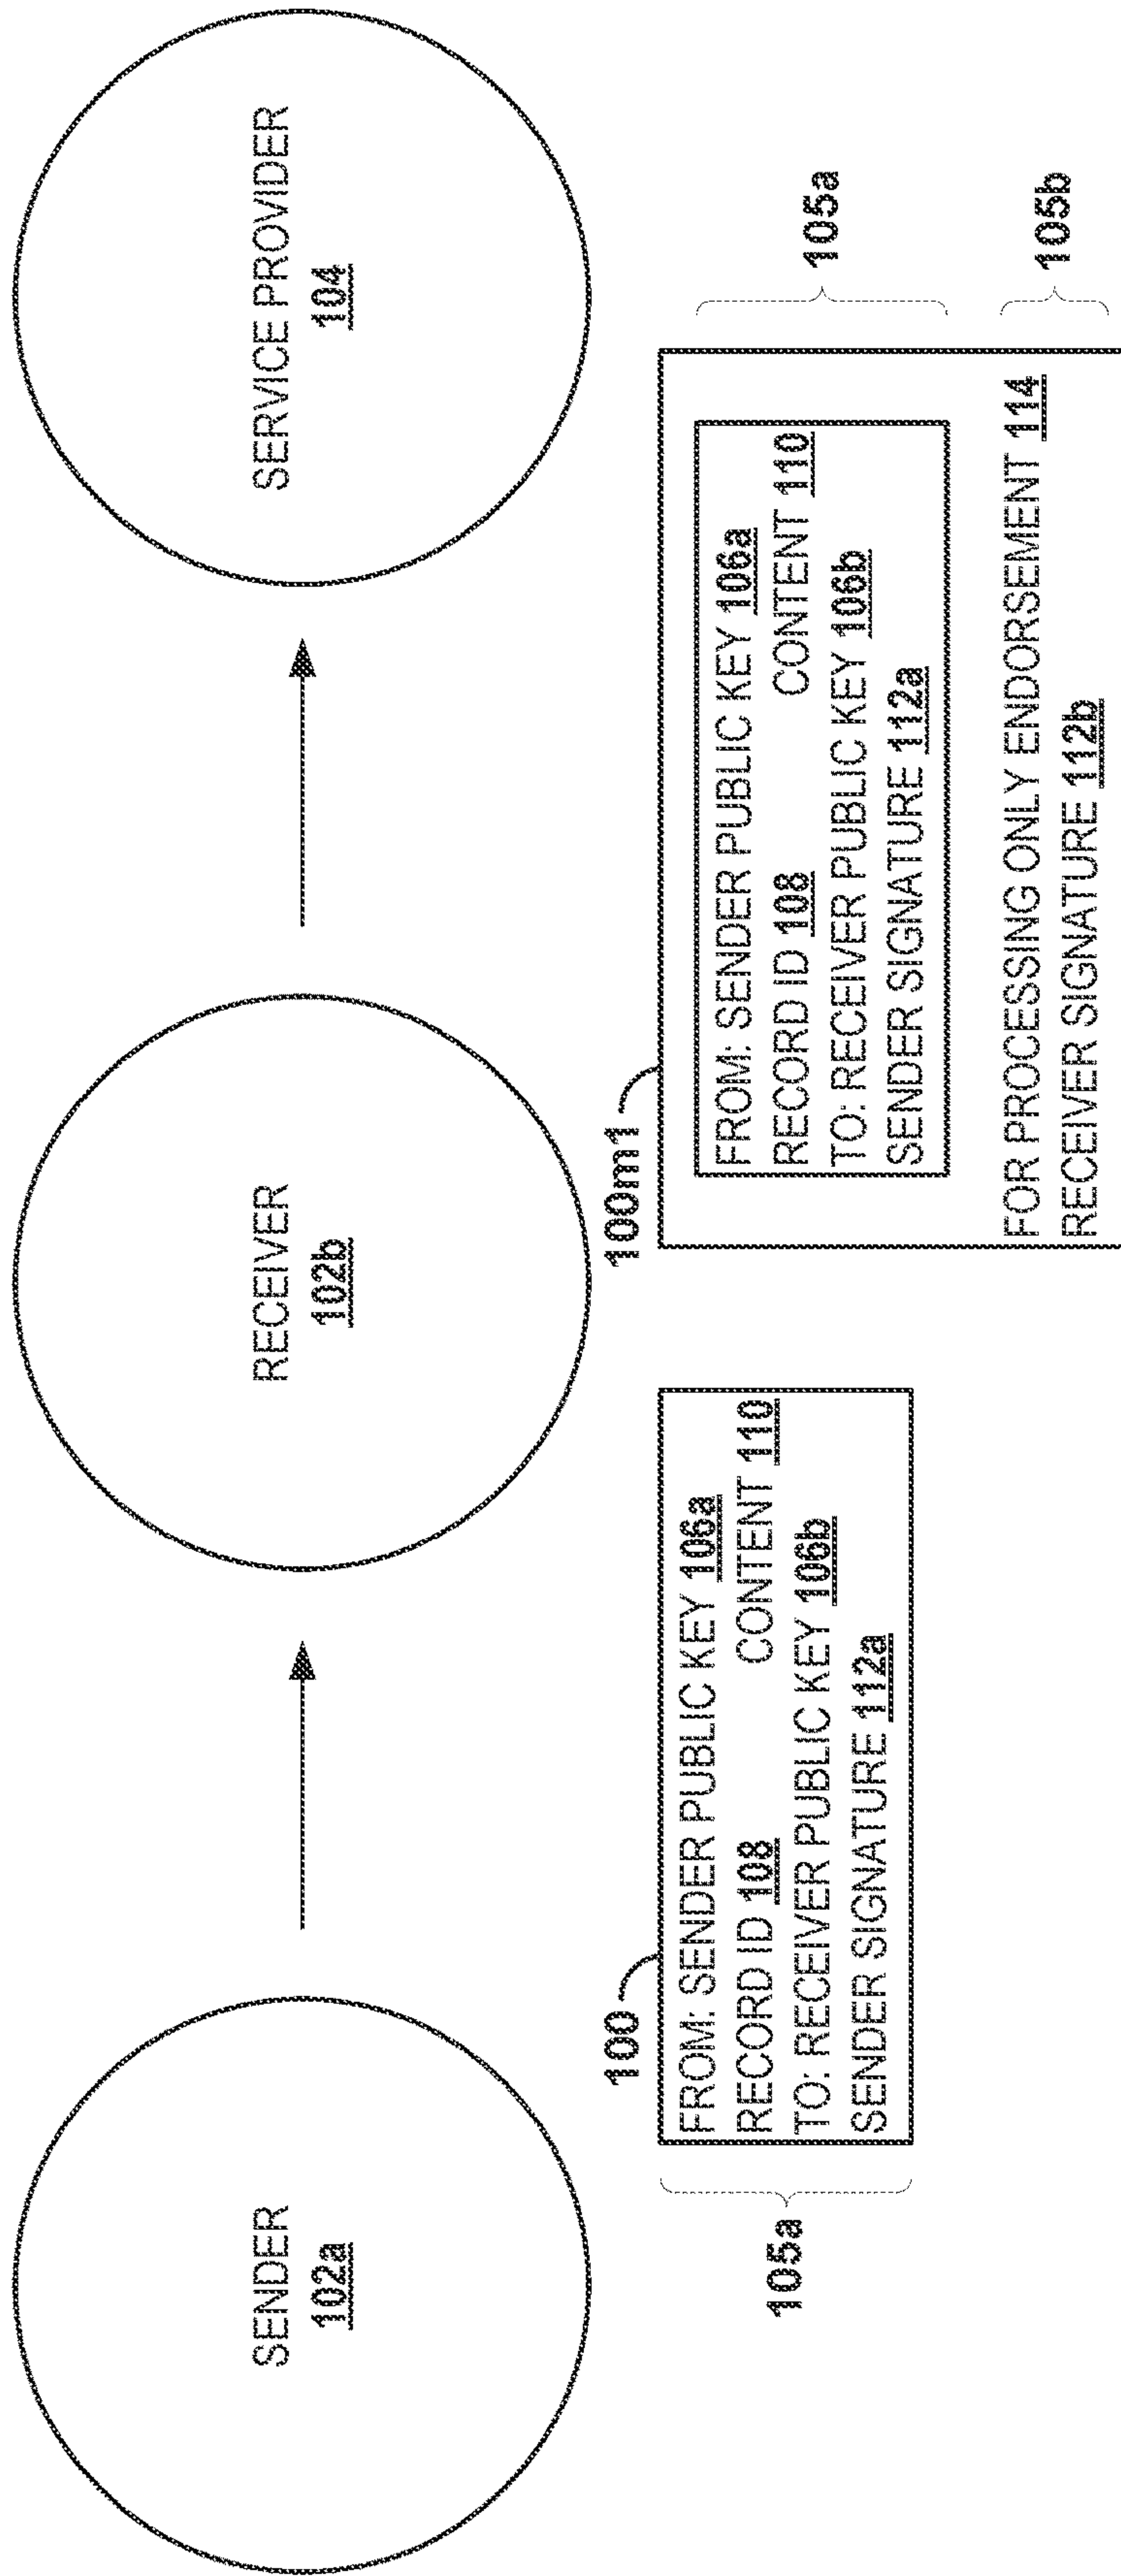 SENDER
102a
RECEIVER
102b
SERVICE PROVIDER
104
100
105a
FROM: SENDER PUBLIC KEY 106a
RECORD ID 108 CONTENT 110
TO: RECEIVER PUBLIC KEY 106b
SENDER SIGNATURE 112a
100m1
FROM: SENDER PUBLIC KEY 106a
RECORD ID 108 CONTENT 110
TO: RECEIVER PUBLIC KEY 106b
SENDER SIGNATURE 112a
105a
FOR PROCESSING ONLY ENDORSEMENT 114
RECEIVER SIGNATURE 112b
105b